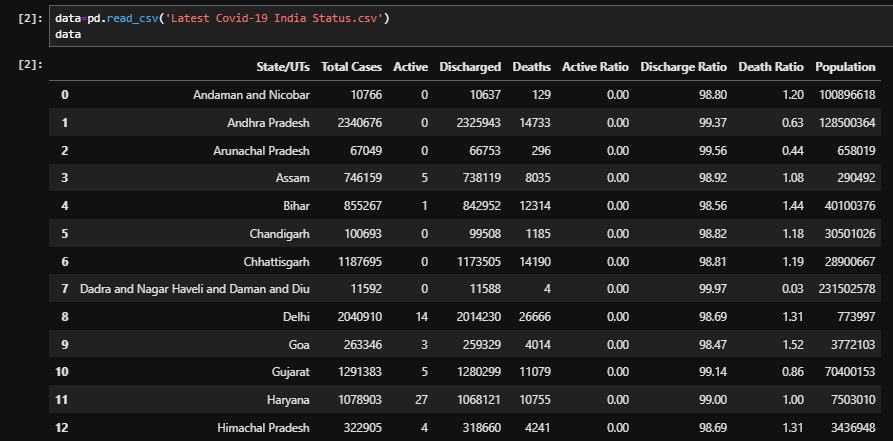 [2]: data=pd.read_csv('Latest Covid-19 India Status.csv')
data
[2]: State/UTs Total Cases Active Discharged Deaths Active Ratio Discharge Ratio Death Ratio Population
0 Andaman and Nicobar 10766 0 10637 129 0.00 98.80 1.20 100896618
1 Andhra Pradesh 2340676 0 2325943 14733 0.00 99.37 0.63 128500364
2 Arunachal Pradesh 67049 0 66753 296 0.00 99.56 0.44 658019
3 Assam 746159 5 738119 8035 0.00 98.92 1.08 290492
4 Bihar 855267 1 842952 12314 0.00 98.56 1.44 40100376
5 Chandigarh 100693 0 99508 1185 0.00 98.82 1.18 30501026
6 Chhattisgarh 1187695 0 1173505 14190 0.00 98.81 1.19 28900667
7 Dadra and Nagar Haveli and Daman and Diu 11592 0 11588 4 0.00 99.97 0.03 231502578
8 Delhi 2040910 14 2014230 26666 0.00 98.69 1.31 773997
9 Goa 263346 3 259329 4014 0.00 98.47 1.52 3772103
10 Gujarat 1291383 5 1280299 11079 0.00 99.14 0.86 70400153
11 Haryana 1078903 27 1068121 10755 0.00 99.00 1.00 7503010
12 Himachal Pradesh 322905 4 318660 4241 0.00 98.69 1.31 3436948